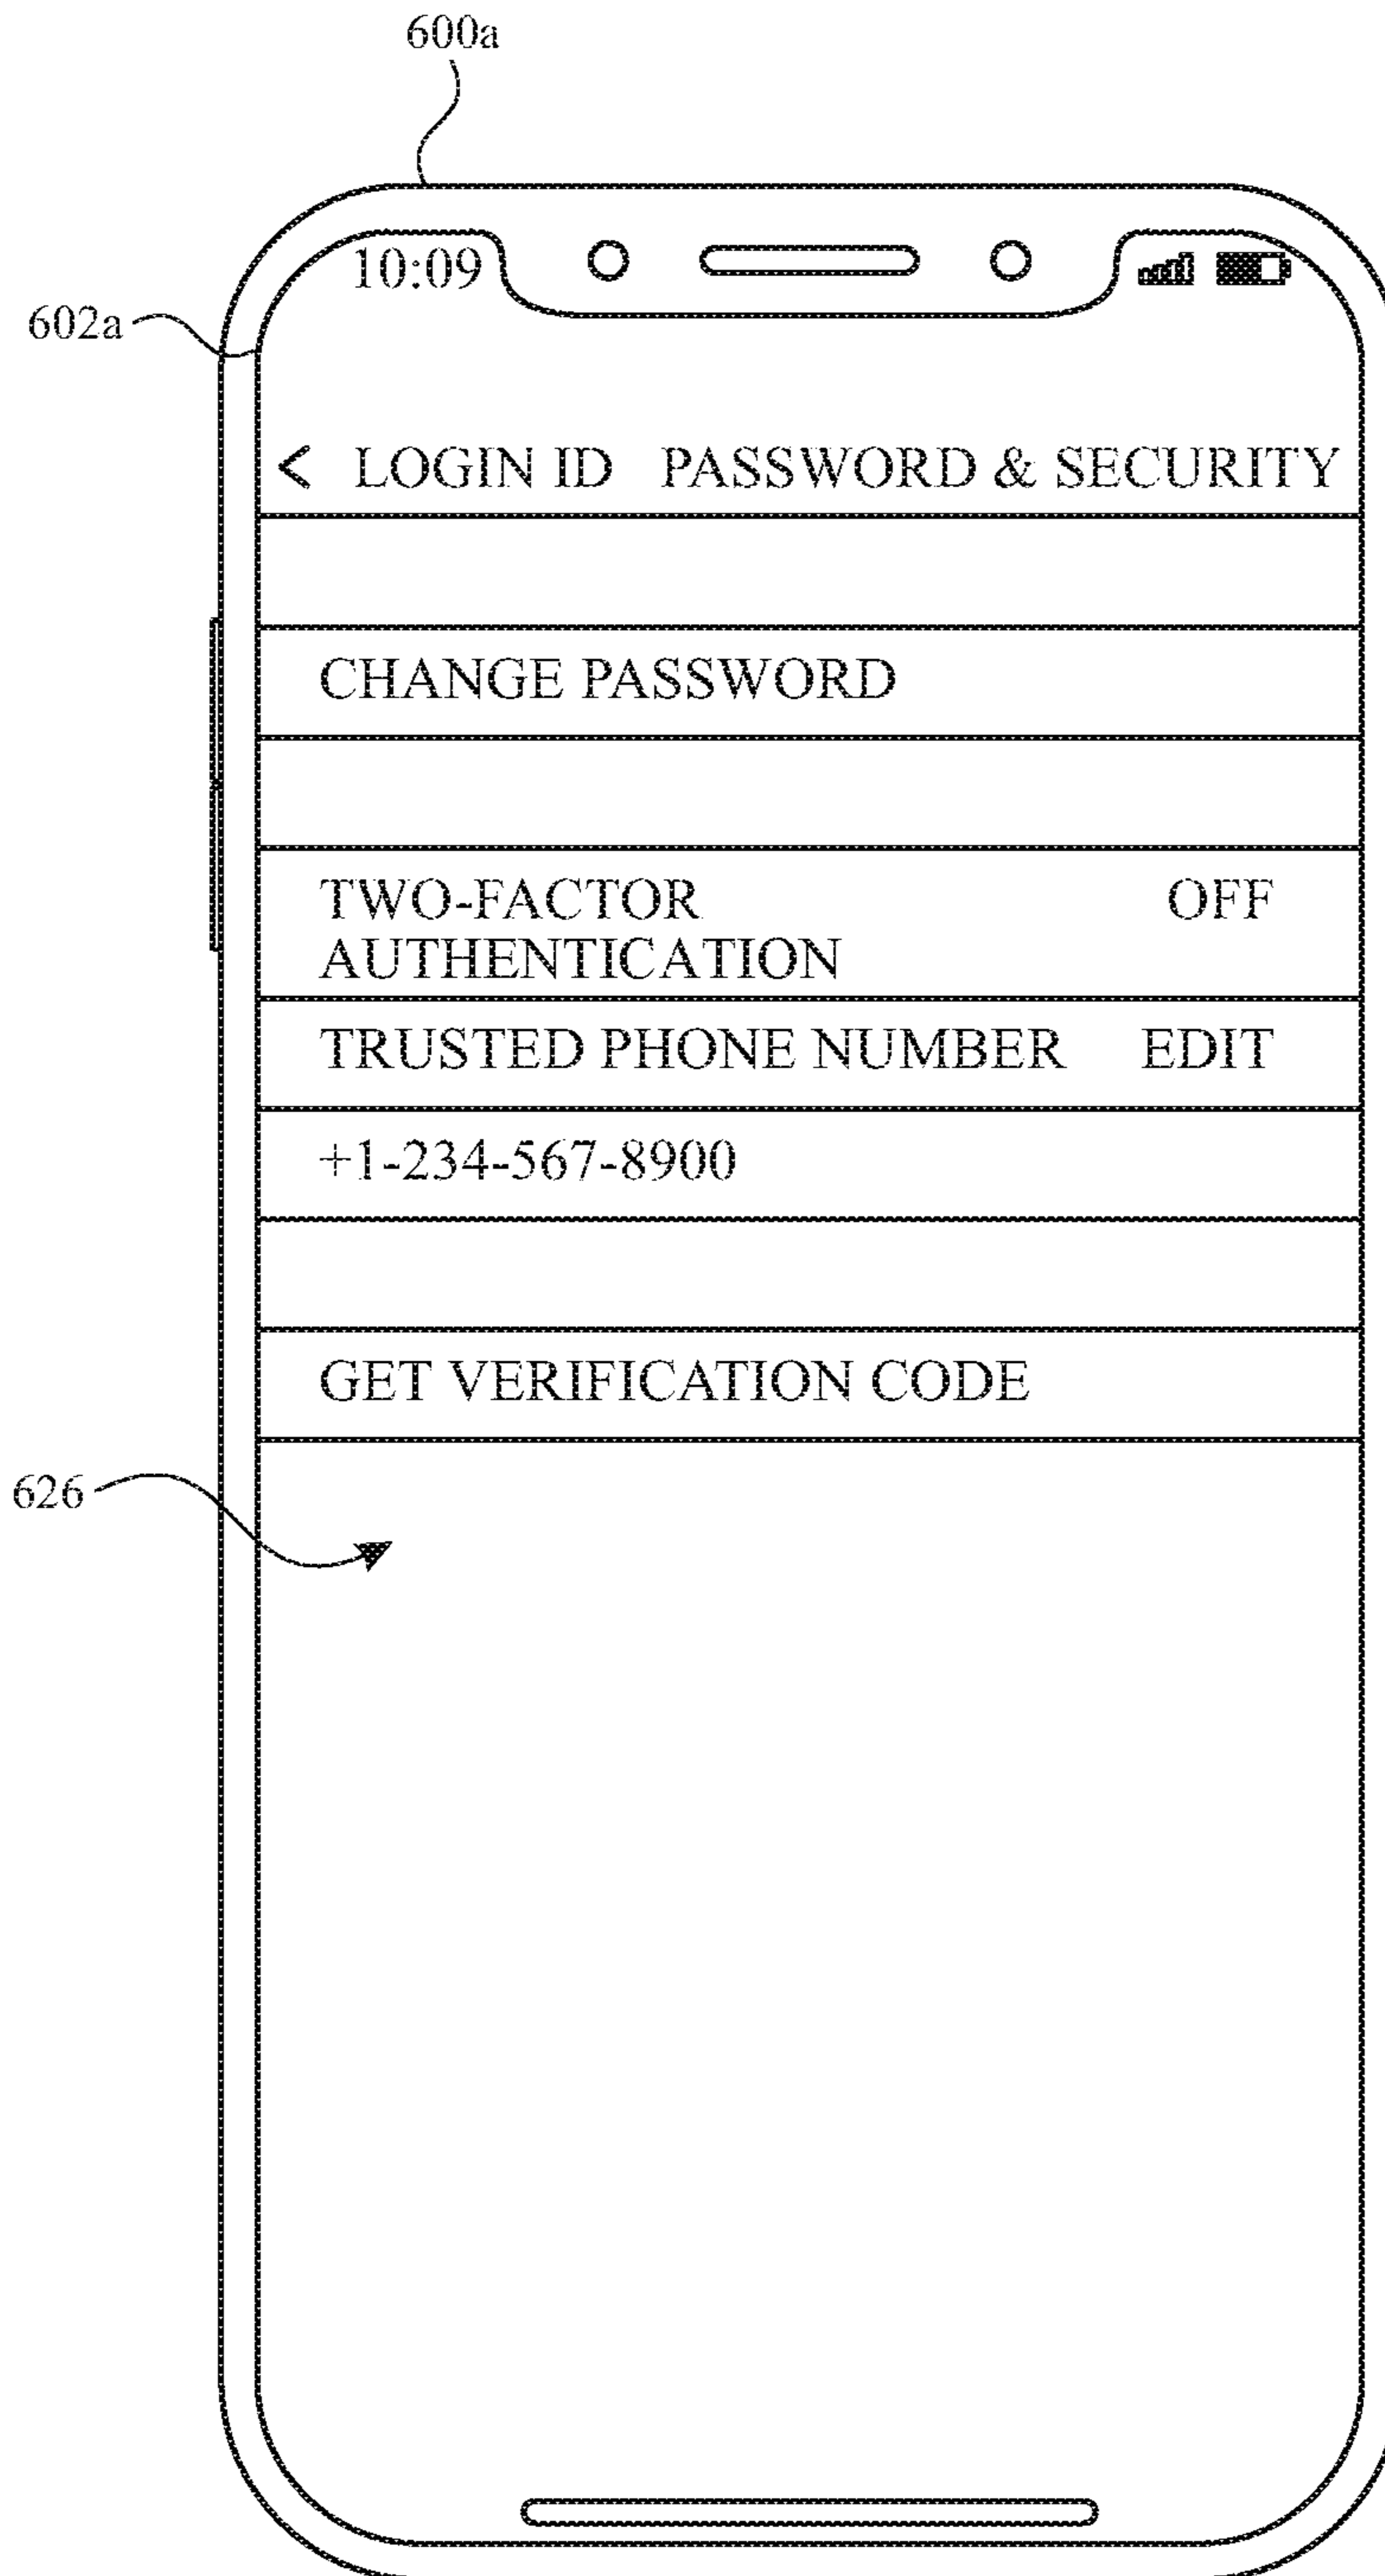 600a
10:09
602a
< LOGIN ID PASSWORD & SECURITY
CHANGE PASSWORD
TWO-FACTOR OFF
AUTHENTICATION
TRUSTED PHONE NUMBER EDIT
+1-234-567-8900
GET VERIFICATION CODE
626